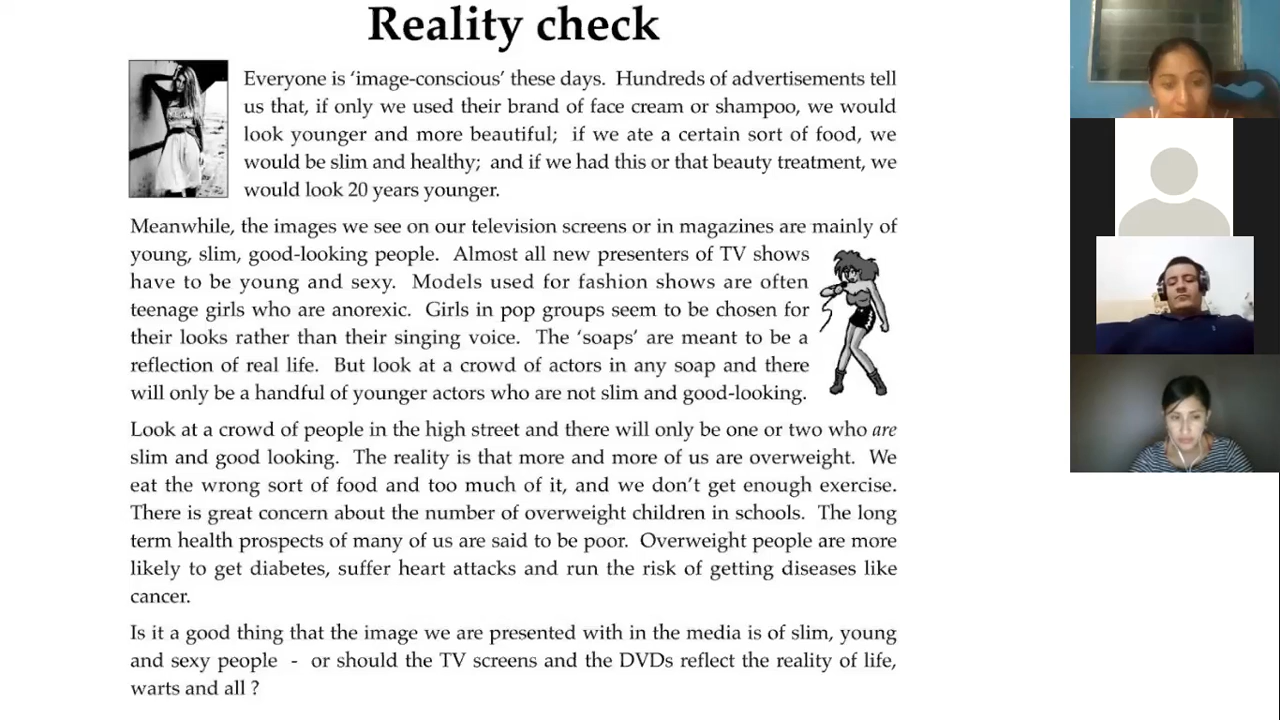 Reality check
Everyone is ‘image-conscious’ these days. Hundreds of advertisements tell
us that, if only we used their brand of face cream or shampoo, we would
look younger and more beautiful; if we ate a certain sort of food, we
would be slim and healthy; and if we had this or that beauty treatment, we
would look 20 years younger.
Meanwhile, the images we see on our television screens or in magazines are mainly of
young, slim, good-looking people. Almost all new presenters of TV shows
have to be young and sexy. Models used for fashion shows are often
teenage girls who are anorexic. Girls in pop groups seem to be chosen for
their looks rather than their singing voice. The ‘soaps’ are meant to be a
reflection of real life. But look at a crowd of actors in any soap and there
will only be a handful of younger actors who are not slim and good-looking.
Look at a crowd of people in the high street and there will only be one or two who are
slim and good looking. The reality is that more and more of us are overweight. We
eat the wrong sort of food and too much of it, and we don’t get enough exercise.
There is great concern about the number of overweight children in schools. The long
term health prospects of many of us are said to be poor. Overweight people are more
likely to get diabetes, suffer heart attacks and run the risk of getting diseases like
cancer.
Is it a good thing that the image we are presented with in the media is of slim, young
and sexy people - or should the TV screens and the DVDs reflect the reality of life,
warts and all ?